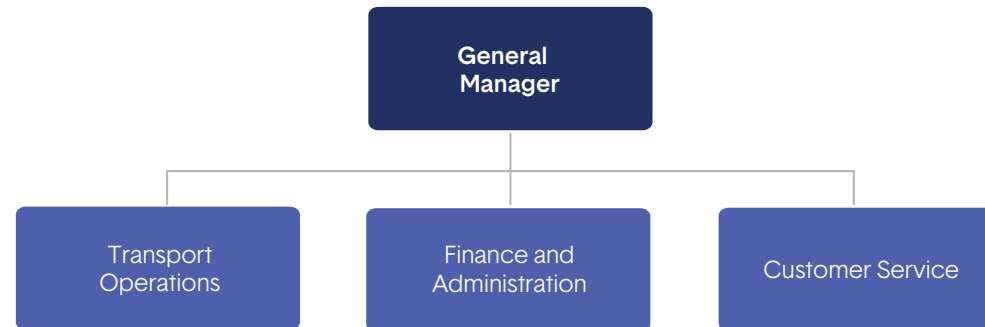 General
Manager
Transport
Operations
Finance and
Administration
Customer Service